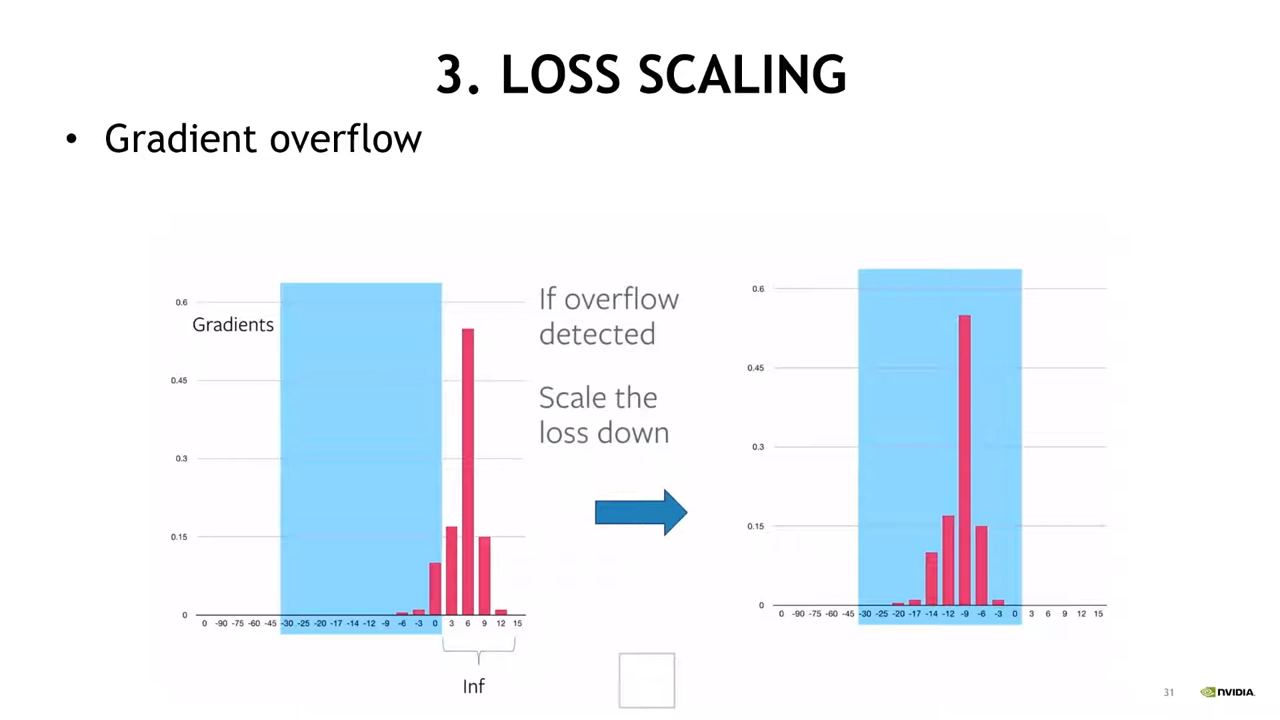 3. LOSS SCALING
• Gradient overflow
0.6
Gradients
0.45
0.3
0.15
0
0 -90 -75 -60 -45 -30 -25 -20 -17 -14 -12 -9 -6 -3 0 3 6 9 12 15
Inf
If overflow
detected
Scale the
loss down
0.6
0.45
0.3
0.15
0
0 -90 -75 -60 -45 -30 -25 -20 -17 -14 -12 -9 -6 -3 0 3 6 9 12 15
31
NVIDIA.